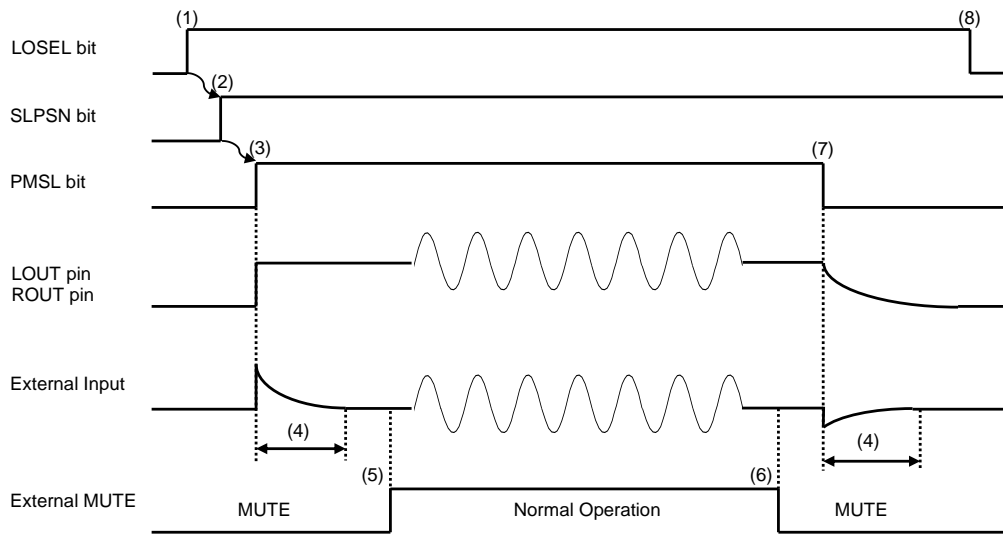 (1)
(8)
LOSEL bit
(2)
SLPSN bit
(3)
(7)
PMSL bit
LOUT pin
ROUT pin
External Input
(4)
(4)
(5)
(6)
External MUTE
MUTE
Normal Operation
MUTE